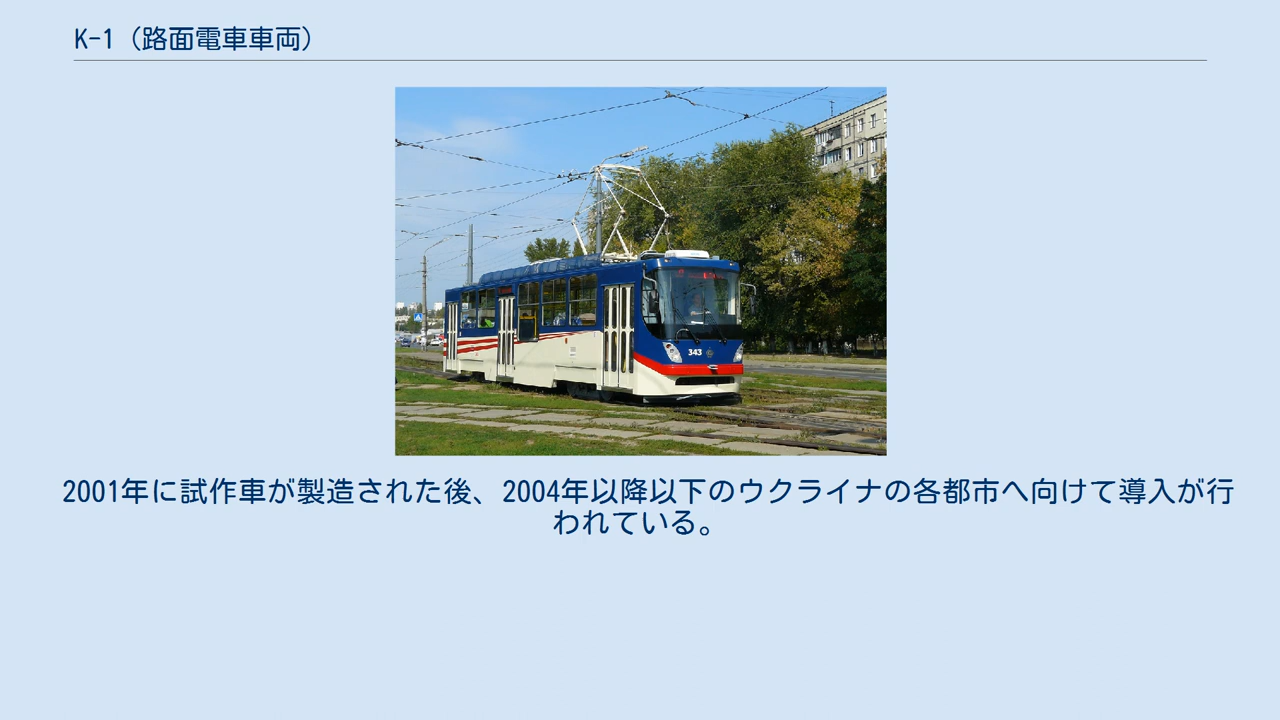 K-1（路面電車車両）
343
2001年に試作車が製造された後、2004年以降以下のウクライナの各都市へ向けて導入が行
われている。